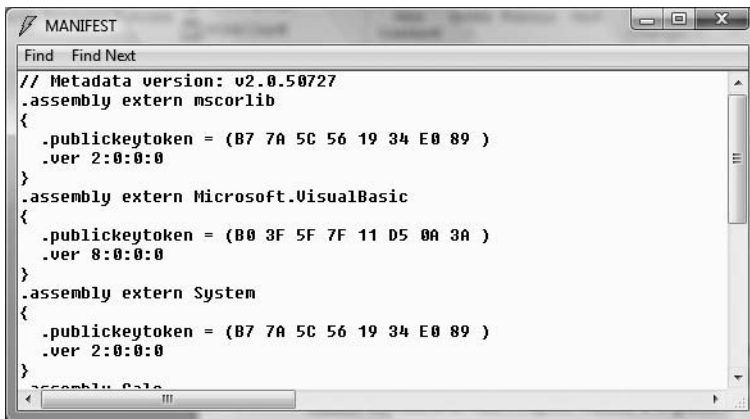 MANIFEST
Find Find Next
// Metadata version: v2.0.50727
.assembly extern mscorlib
{
  .publickeytoken = (B7 7A 5C 56 19 34 E0 89 )
  .ver 2:0:0:0
}
.assembly extern Microsoft.VisualBasic
{
  .publickeytoken = (B0 3F 5F 7F 11 D5 0A 3A )
  .ver 8:0:0:0
}
.assembly extern System
{
  .publickeytoken = (B7 7A 5C 56 19 34 E0 89 )
  .ver 2:0:0:0
}
.assembly Calc